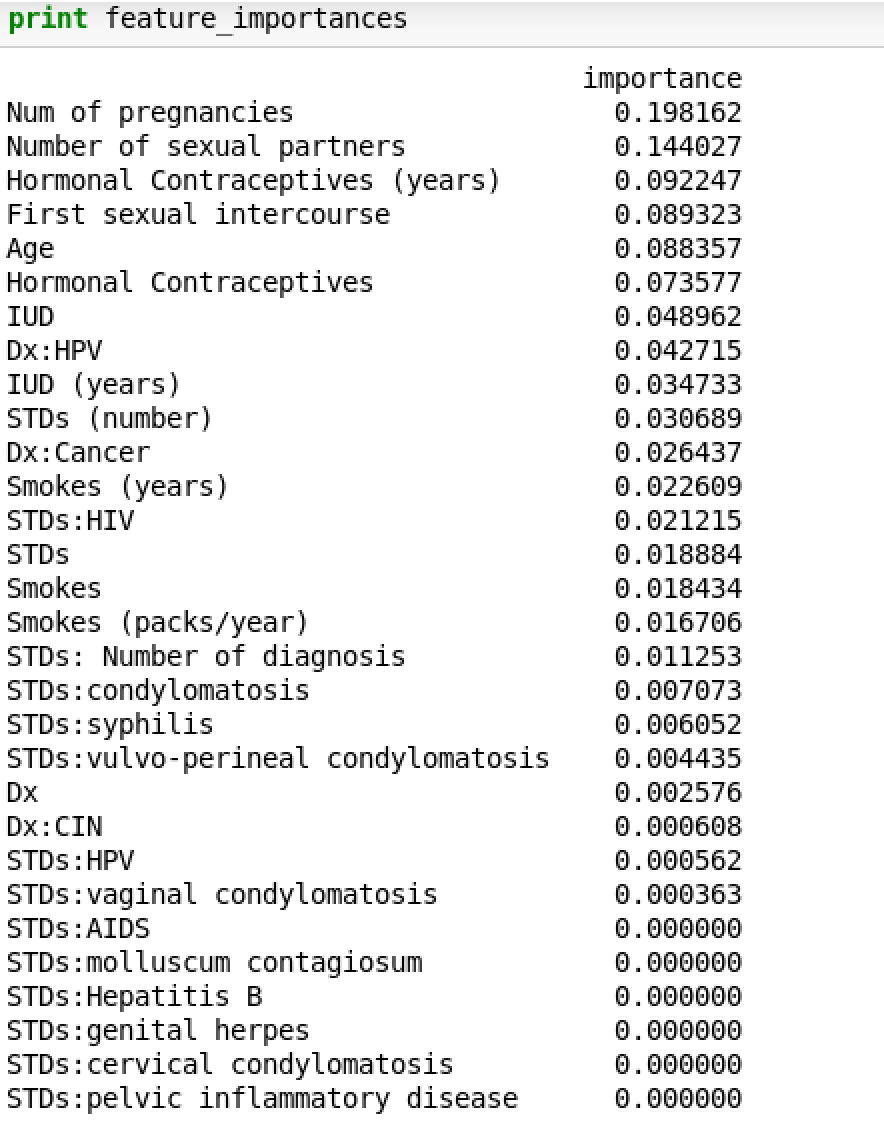 print feature_importances
importance
Num of pregnancies 0.198162
Number of sexual partners 0.144027
Hormonal Contraceptives (years) 0.092247
First sexual intercourse 0.089323
Age 0.088357
Hormonal Contraceptives 0.073577
IUD 0.048962
Dx:HPV 0.042715
IUD (years) 0.034733
STDs (number) 0.030689
Dx:Cancer 0.026437
Smokes (years) 0.022609
STDs:HIV 0.021215
STDs 0.018884
Smokes 0.018434
Smokes (packs/year) 0.016706
STDs: Number of diagnosis 0.011253
STDs:condylomatosis 0.007073
STDs:syphilis 0.006052
STDs:vulvo-perineal condylomatosis 0.004435
Dx 0.002576
Dx:CIN 0.000608
STDs:HPV 0.000562
STDs:vaginal condylomatosis 0.000363
STDs:AIDS 0.000000
STDs:molluscum contagiosum 0.000000
STDs:Hepatitis B 0.000000
STDs:genital herpes 0.000000
STDs:cervical condylomatosis 0.000000
STDs:pelvic inflammatory disease 0.000000